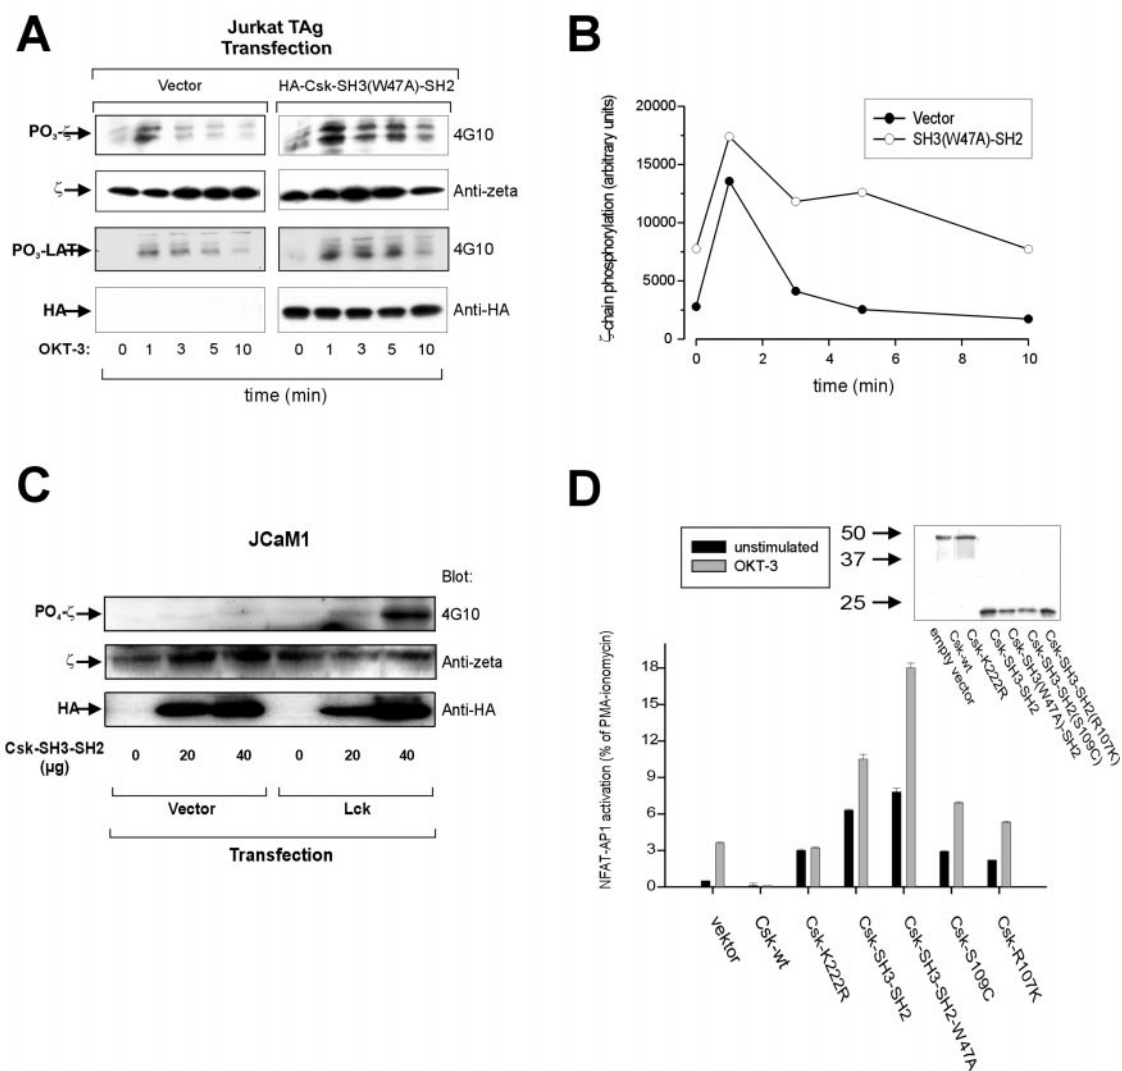 A
Jurkat TAg
Transfection
Vector
HA-Csk-SH3(W47A)-SH2
PO3-ζ
4G10
ζ
Anti-zeta
PO3-LAT
4G10
HA
Anti-HA
OKT-3: 0 1 3 5 10 0 1 3 5 10
time (min)
B
ζ-chain phosphorylation (arbitrary units)
20000
15000
10000
5000
0
Vector
SH3(W47A)-SH2
0 2 4 6 8 10
time (min)
C
JCaM1
Blot:
PO4-ζ
4G10
ζ
Anti-zeta
HA
Anti-HA
Csk-SH3-SH2
(µg)
0 20 40 0 20 40
Vector
Lck
Transfection
D
unstimulated
OKT-3
50
37
25
empty vector
Csk-wt
Csk-K222R
Csk-SH3-SH2
Csk-SH3(W47A)-SH2
Csk-SH3-SH2(S109C)
Csk-SH3-SH2(R107K)
NFAT-AP1 activation (% of PMA-ionomycin)
18
15
12
9
6
3
0
vektor
Csk-wt
Csk-K222R
Csk-SH3-SH2
Csk-SH3-SH2-W47A
Csk-S109C
Csk-R107K